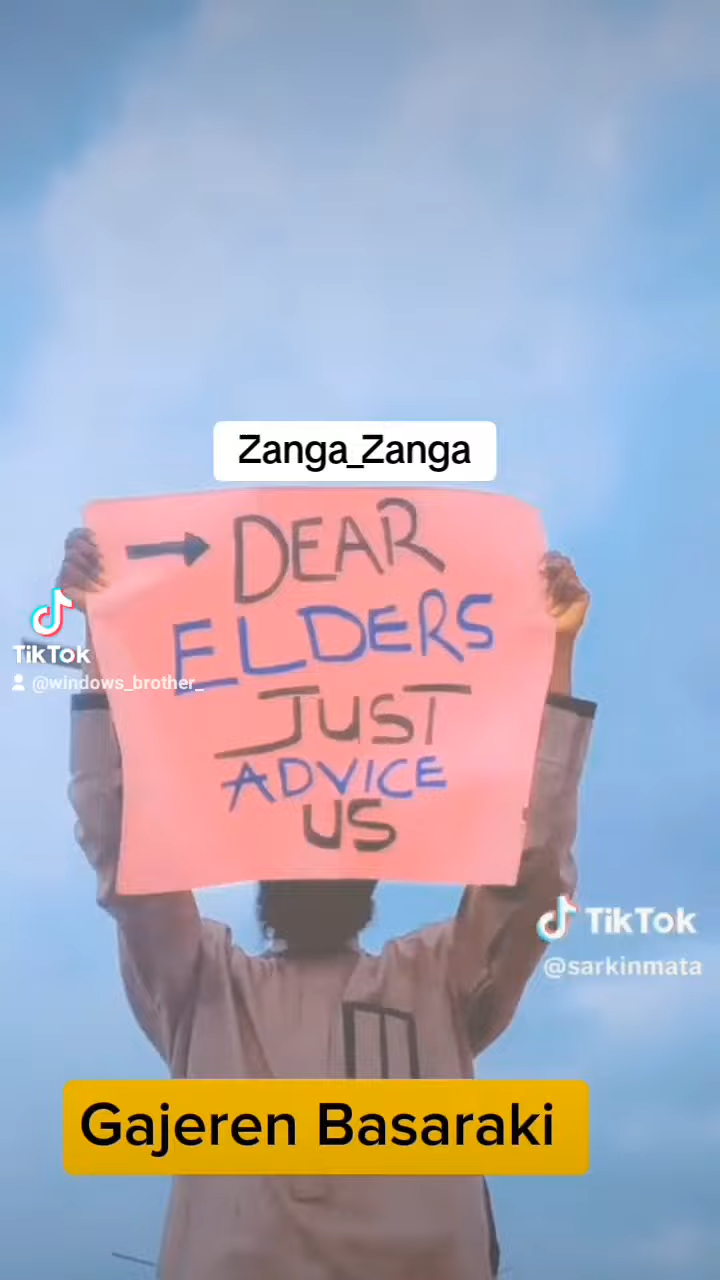 Zanga_Zanga
→ DEAR
ELDERS
JUST
ADVICE
US
TikTok
@windows_brother_
TikTok
@sarkinmata
Gajeren Basaraki